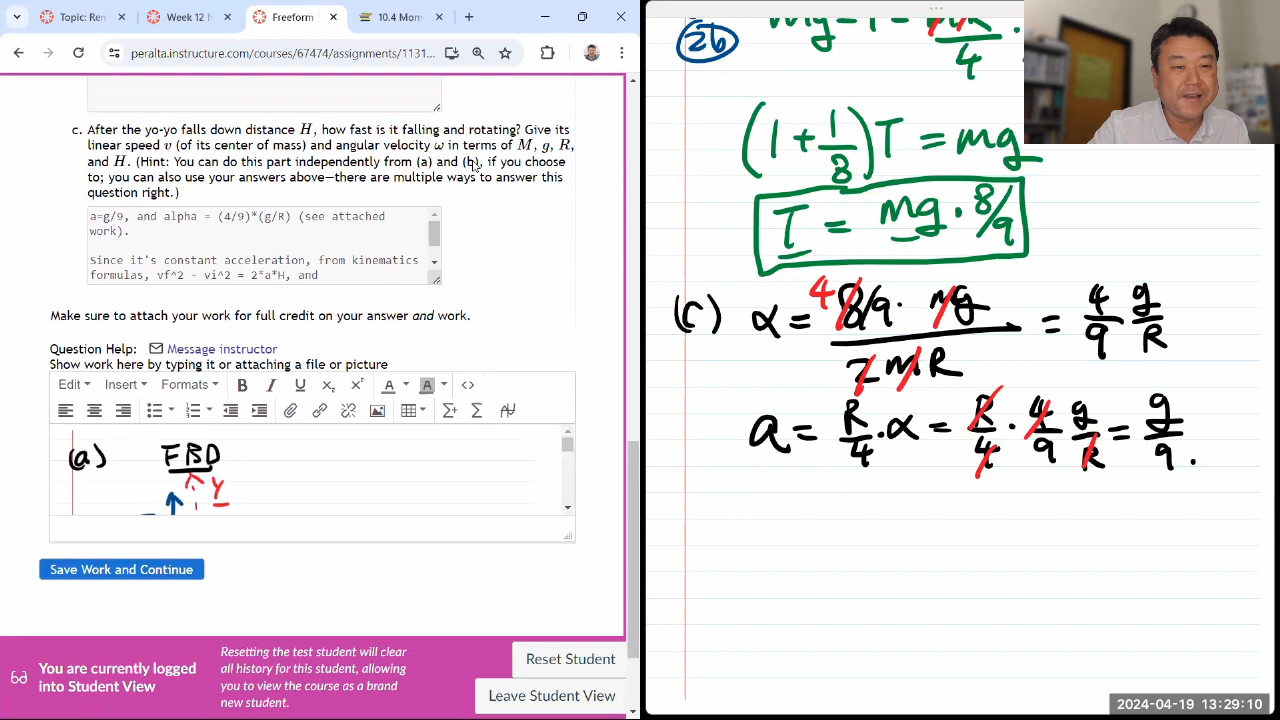 Topic: Rem
Week 12 M
Freeform
10.4 Mome
peralta.instructure.com
/assignments/1131
c. After the yo-yo falls down distance H, how fast is it falling and rotating? Give its
linear speed v (of its center of mass) and angular velocity ω in terms of M, g, R,
and H. (Hint: You can do this part independently from (a) and (b), if you choose
to; you can also use your answers above. There are multiple ways to answer this
question right.)
a=g/9, and alpha = (4/9)*(g/R) (see attached
work).
Since it's constant acceleration, from kinematics
formulas, vf^2 - vi^2 = 2*a*H, and
Make sure to attach your work for full credit on your answer and work.
Question Help: Message instructor
Show work here by typing it or attaching a file or picture
Edit Insert Formats B I U X₂ X² A A <>
(a) FBD
Y
Save Work and Continue
You are currently logged
into Student View
Resetting the test student will clear
all history for this student, allowing
you to view the course as a brand
new student.
Reset Student
Leave Student View
26
mg - T = mR/4 ·
(1 + 1/8) T = mg
T = mg · 8/9
(c) α = 4 8/9 · mg / 2 m R = 4/9 g/R
a = R/4 · α = R/4 · 4/9 g/R = g/9 .
2024-04-19 13:29:10